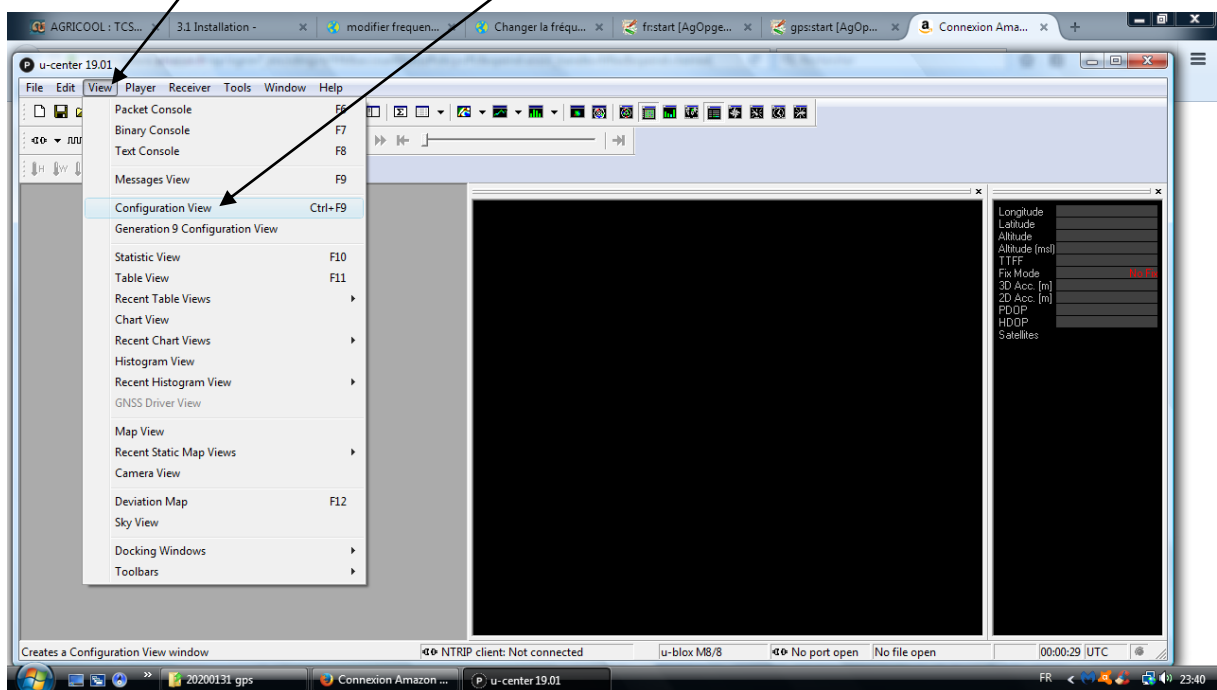 AGRICOOL : TCS... x
3.1 Installation - x
modifier frequen... x
Changer la fréqu... x
fr:start [AgOpge... x
gps:start [AgOp... x
Connexion Ama... x
u-center 19.01
File Edit View Player Receiver Tools Window Help
Packet Console F6
Binary Console F7
Text Console F8
Messages View F9
Configuration View Ctrl+F9
Generation 9 Configuration View
Statistic View F10
Table View F11
Recent Table Views
Chart View
Recent Chart Views
Histogram View
Recent Histogram View
GNSS Driver View
Map View
Recent Static Map Views
Camera View
Deviation Map F12
Sky View
Docking Windows
Toolbars
Longitude
Latitude
Altitude
Altitude (msl)
TTFF
Fix Mode
3D Acc. [m]
2D Acc. [m]
PDOP
HDOP
Satellites
Creates a Configuration View window
NTRIP client: Not connected
u-blox M8/8
No port open
No file open
00:00:29 UTC
20200131 gps
Connexion Amazon ...
u-center 19.01
FR
23:40